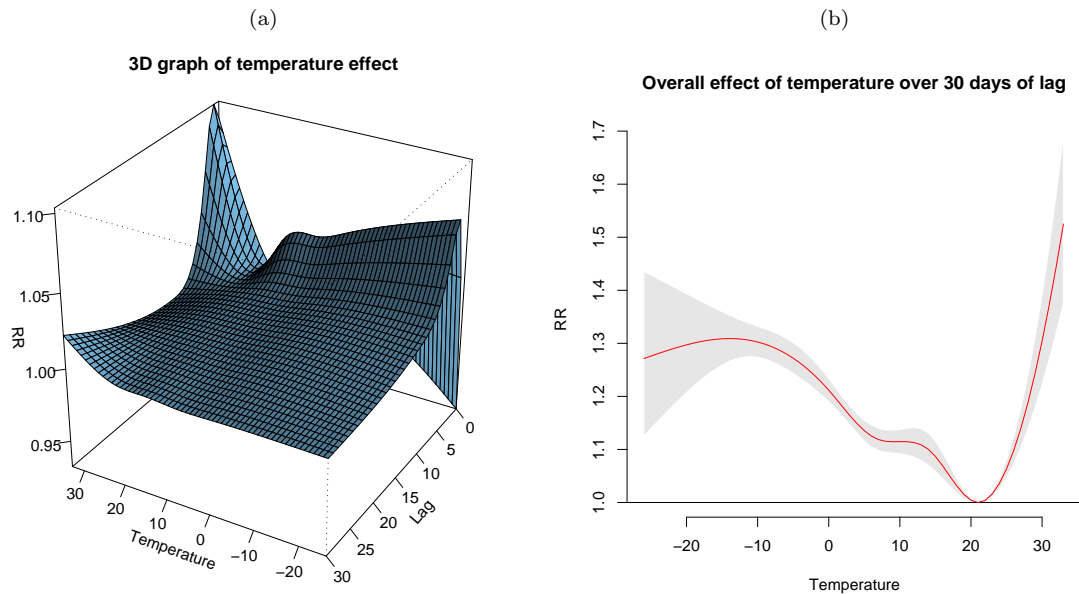 (a)
3D graph of temperature effect
1.10
1.05
RR
1.00
0.95
30
20
10
0
−10
−20
Temperature
0
5
10
15
20
25
30
Lag
(b)
Overall effect of temperature over 30 days of lag
1.7
1.6
1.5
1.4
1.3
1.2
1.1
1.0
RR
−20 −10 0 10 20 30
Temperature